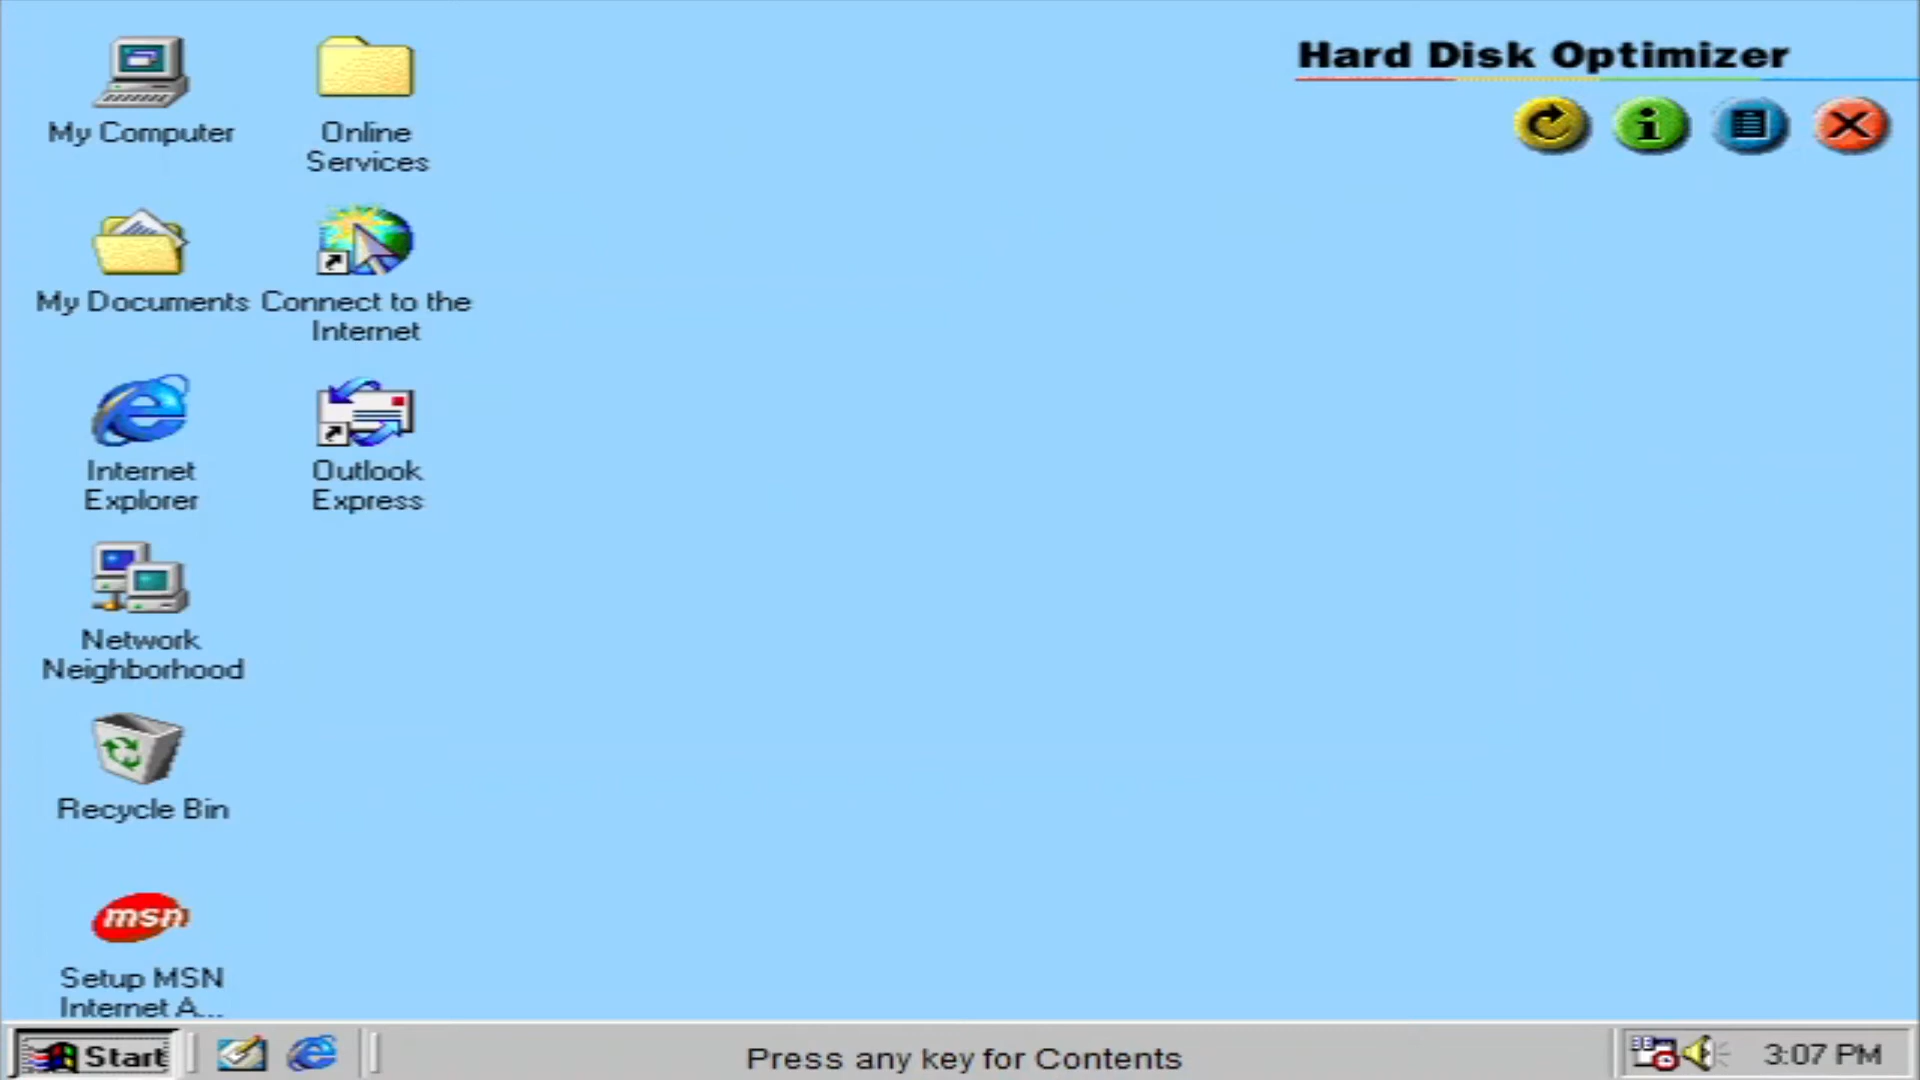 Hard Disk Optimizer
My Computer
Online
Services
My Documents
Connect to the
Internet
Internet
Explorer
Outlook
Express
Network
Neighborhood
Recycle Bin
msn
Setup MSN
Internet A...
Start
Press any key for Contents
3:07 PM